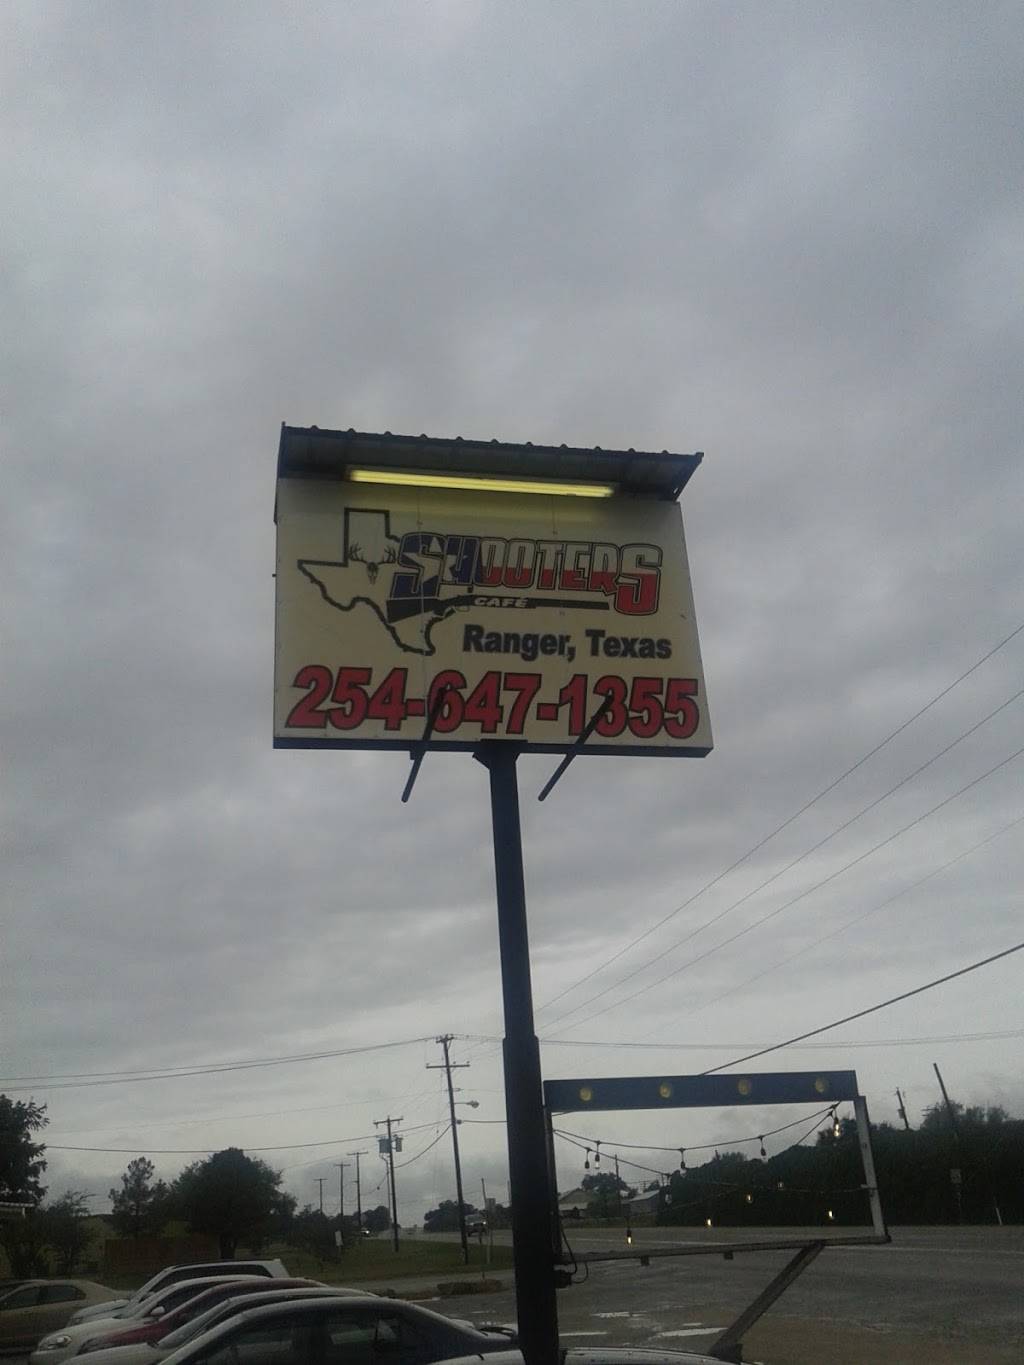 SHOOTERS
CAFÉ
Ranger, Texas
254-647-1355